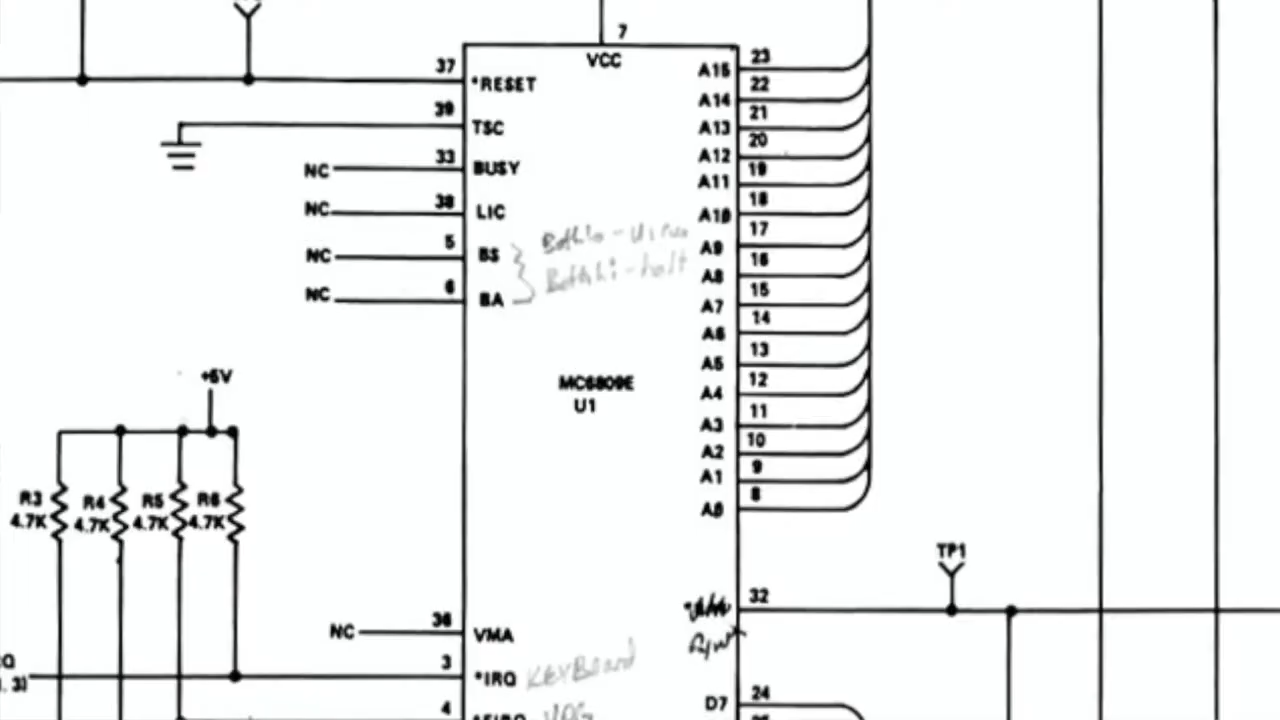 7
VCC
37
*RESET
A15
23
39
TSC
A14
22
A13
21
A12
20
NC
33
BUSY
A11
19
NC
38
LIC
A10
18
A9
17
NC
5
BS
A8
16
Both hi - halt
NC
6
BA
A7
15
A6
14
A5
13
MC6809E
U1
A4
12
A3
11
A2
10
A1
9
A0
8
+5V
R3
4.7K
R4
4.7K
R5
4.7K
R6
4.7K
TP1
32
R/W
NC
36
VMA
3
*IRQ
KEYBOARD
4
D7
24